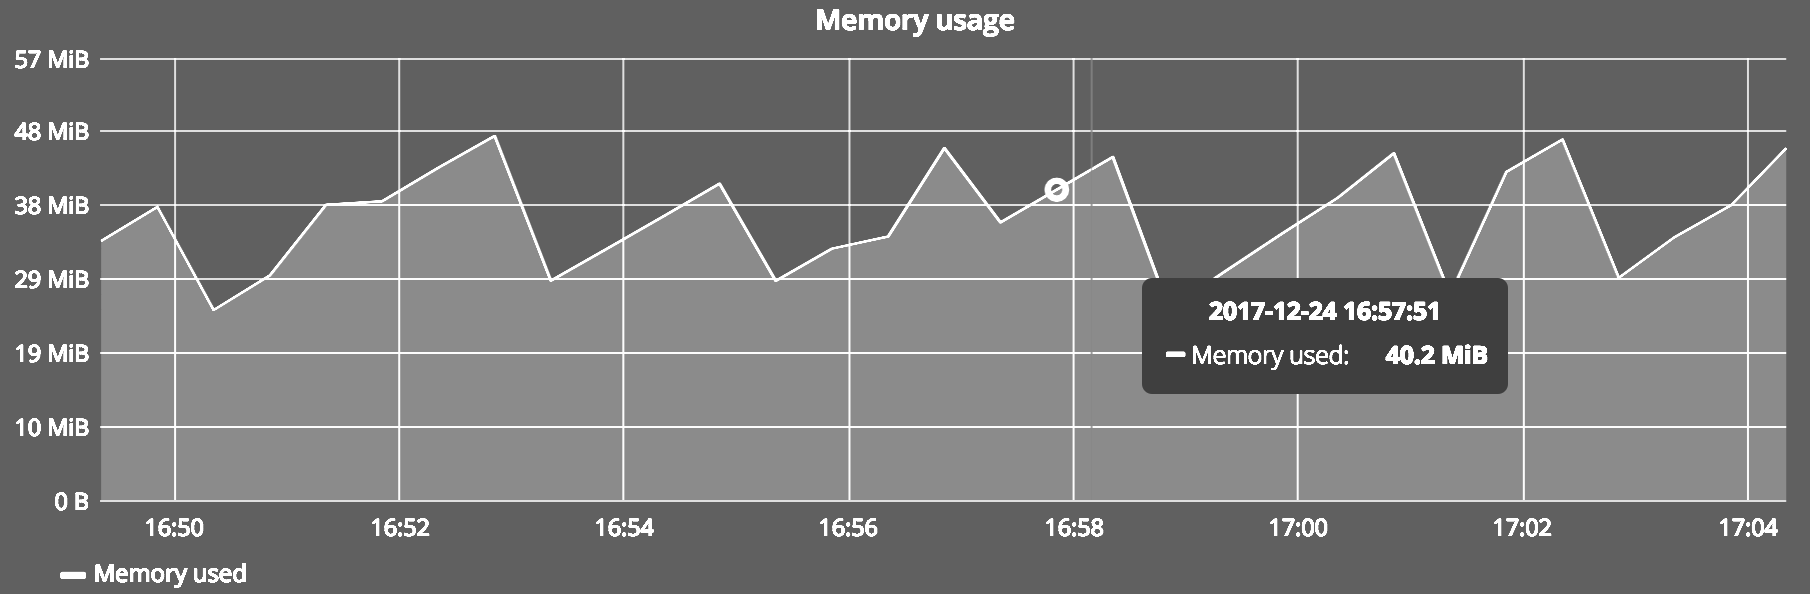 Memory usage
57 MiB
48 MiB
38 MiB
29 MiB
19 MiB
10 MiB
0 B
2017-12-24 16:57:51
Memory used: 40.2 MiB
16:50 16:52 16:54 16:56 16:58 17:00 17:02 17:04
Memory used